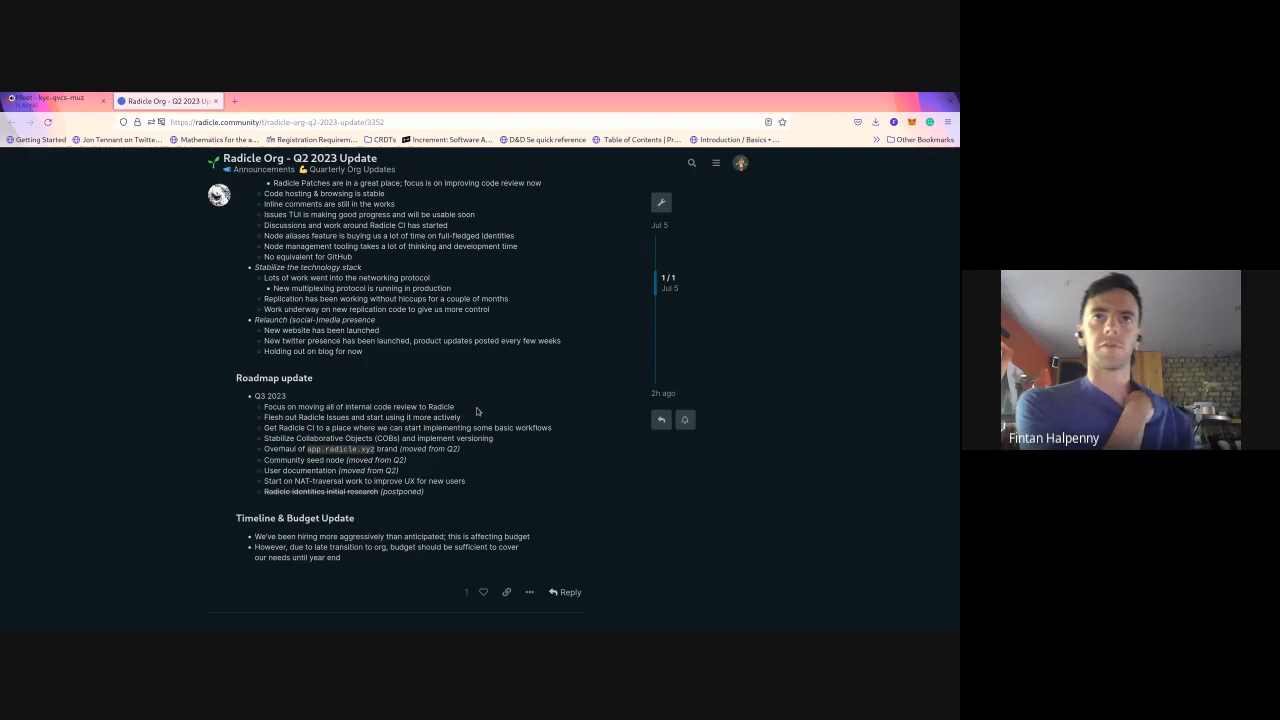 Meet - kyc-qvcs-muz
PLAYING
Radicle Org - Q2 2023 Up
https://radicle.community/t/radicle-org-q2-2023-update/3352
Getting Started
Jon Tennant on Twitte…
Mathematics for the a…
Registration Requirem…
CRDTs
Increment: Software A…
D&D 5e quick reference
Table of Contents | Pr…
Introduction / Basics • …
Other Bookmarks
Radicle Org - Q2 2023 Update
Announcements
Quarterly Org Updates
Radicle Patches are in a great place; focus is on improving code review now
Code hosting & browsing is stable
Inline comments are still in the works
Issues TUI is making good progress and will be usable soon
Discussions and work around Radicle CI has started
Node aliases feature is buying us a lot of time on full-fledged identities
Node management tooling takes a lot of thinking and development time
No equivalent for GitHub
Stabilize the technology stack
Lots of work went into the networking protocol
New multiplexing protocol is running in production
Replication has been working without hiccups for a couple of months
Work underway on new replication code to give us more control
Relaunch (social-)media presence
New website has been launched
New twitter presence has been launched, product updates posted every few weeks
Holding out on blog for now
Roadmap update
Q3 2023
Focus on moving all of internal code review to Radicle
Flesh out Radicle Issues and start using it more actively
Get Radicle CI to a place where we can start implementing some basic workflows
Stabilize Collaborative Objects (COBs) and implement versioning
Overhaul of app.radicle.xyz brand (moved from Q2)
Community seed node (moved from Q2)
User documentation (moved from Q2)
Start on NAT-traversal work to improve UX for new users
Radicle Identities initial research (postponed)
Timeline & Budget Update
We've been hiring more aggressively than anticipated; this is affecting budget
However, due to late transition to org, budget should be sufficient to cover
our needs until year end
1
Reply
Jul 5
1 / 1
Jul 5
2h ago
Fintan Halpenny